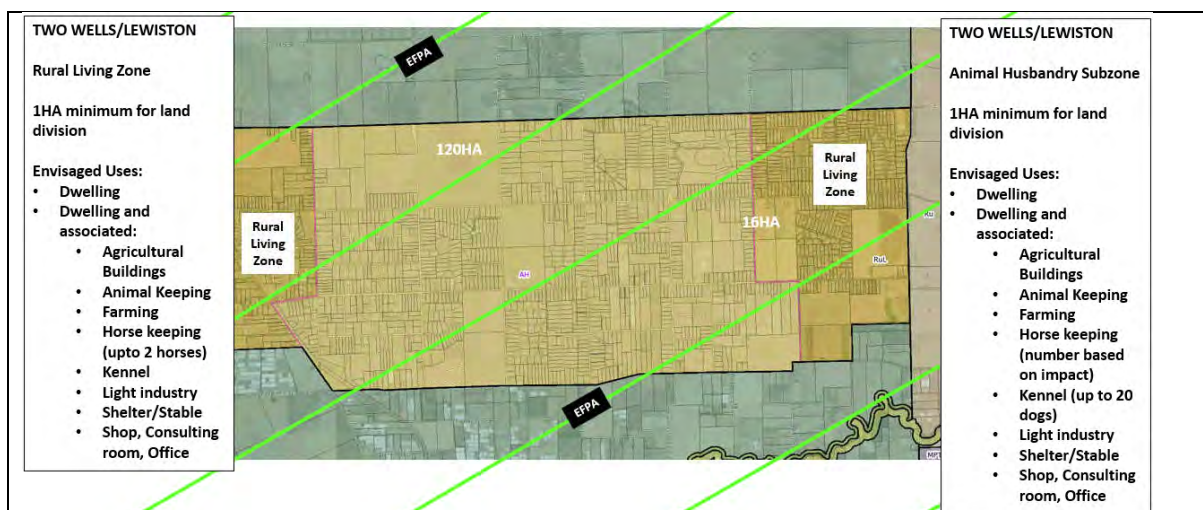 TWO WELLS/LEWISTON
Rural Living Zone
1HA minimum for land
division
Envisaged Uses:
• Dwelling
• Dwelling and
associated:
• Agricultural
Buildings
• Animal Keeping
• Farming
• Horse keeping
(upto 2 horses)
• Kennel
• Light industry
• Shelter/Stable
• Shop, Consulting
room, Office
EFPA
120HA
Rural
Living
Zone
Rural
Living
Zone
16HA
Ru
AH
RuL
EFPA
TWO WELLS/LEWISTON
Animal Husbandry Subzone
1HA minimum for land
division
Envisaged Uses:
• Dwelling
• Dwelling and
associated:
• Agricultural
Buildings
• Animal Keeping
• Farming
• Horse keeping
(number based
on impact)
• Kennel (up to 20
dogs)
• Light industry
• Shelter/Stable
• Shop, Consulting
room, Office